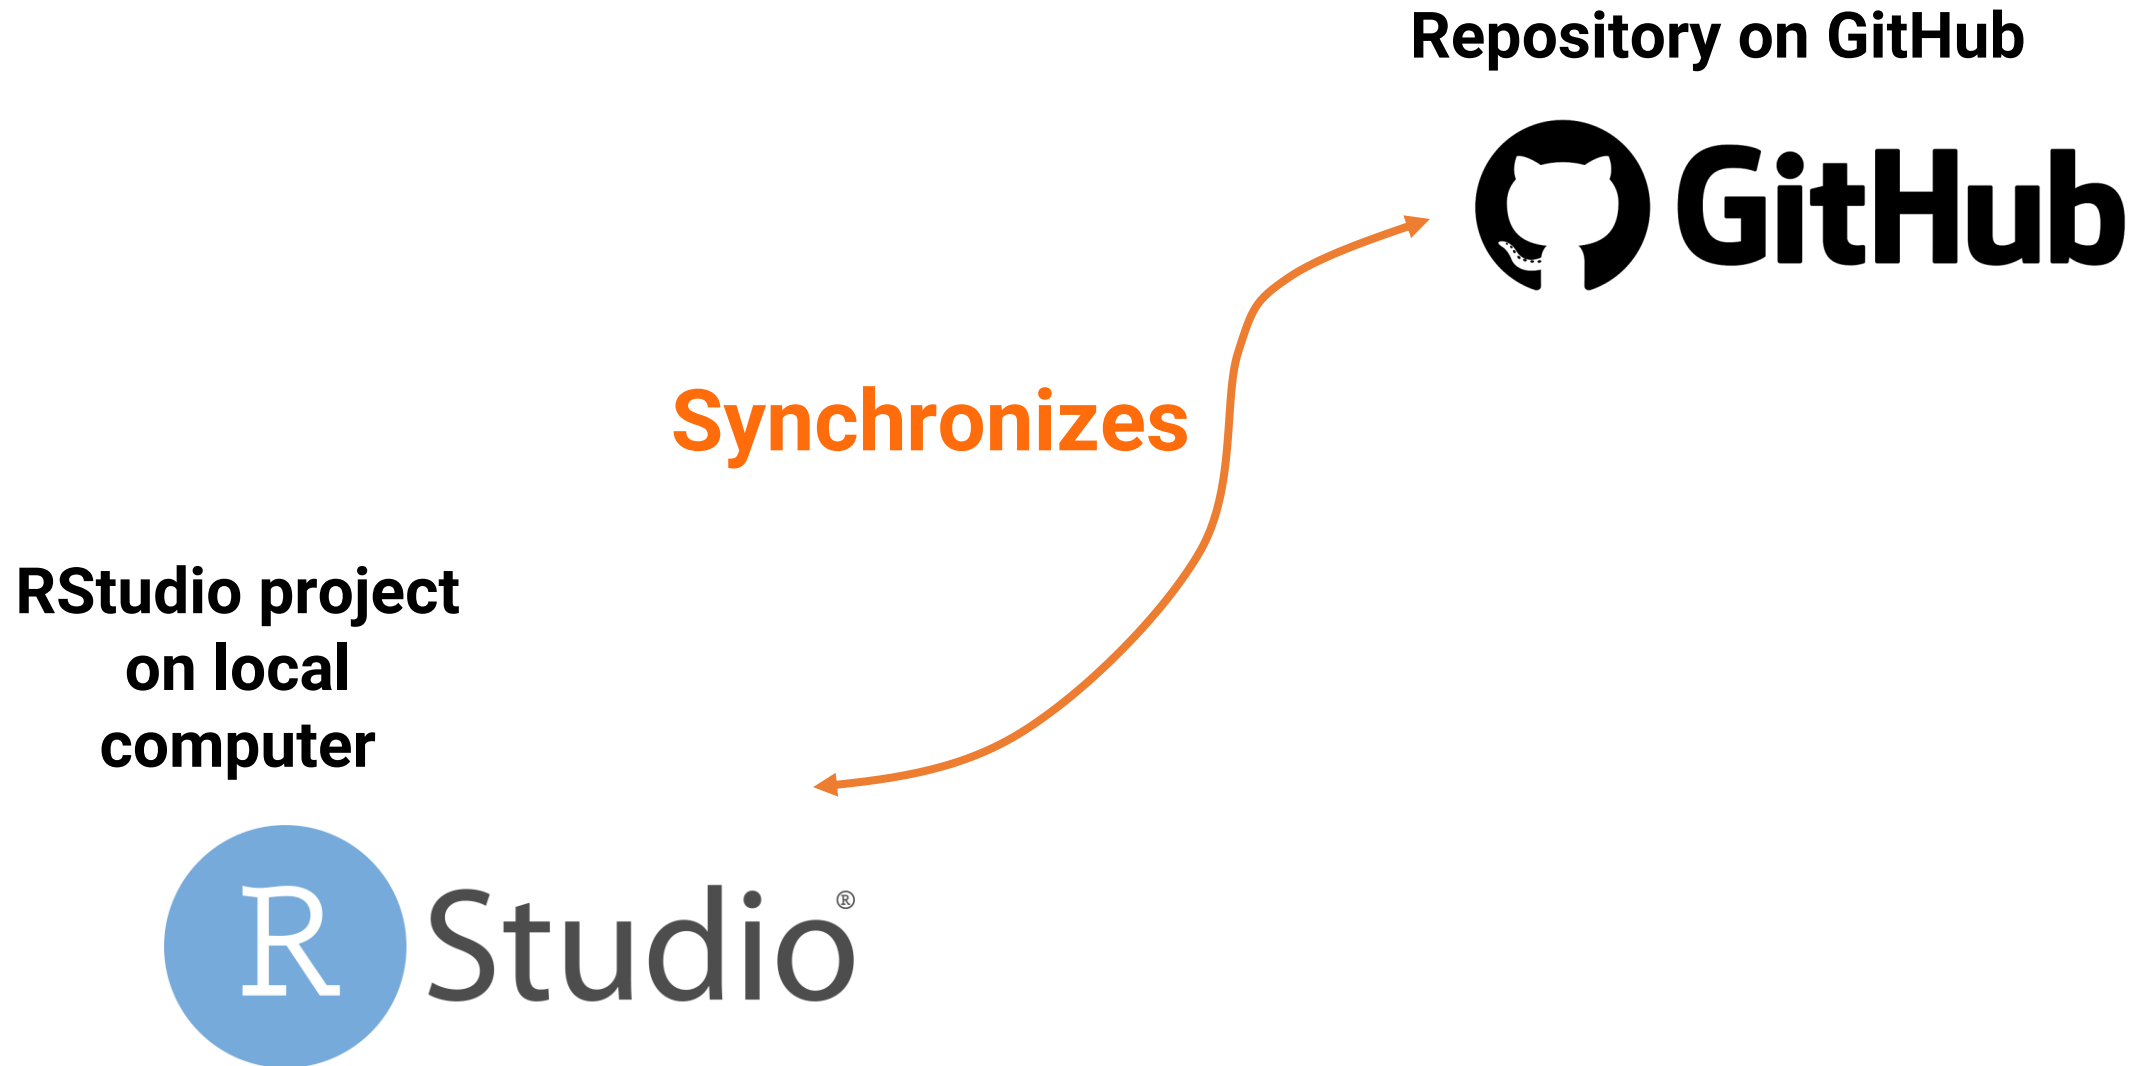 Repository on GitHub
GitHub
Synchronizes
RStudio project
on local
computer
R Studio®